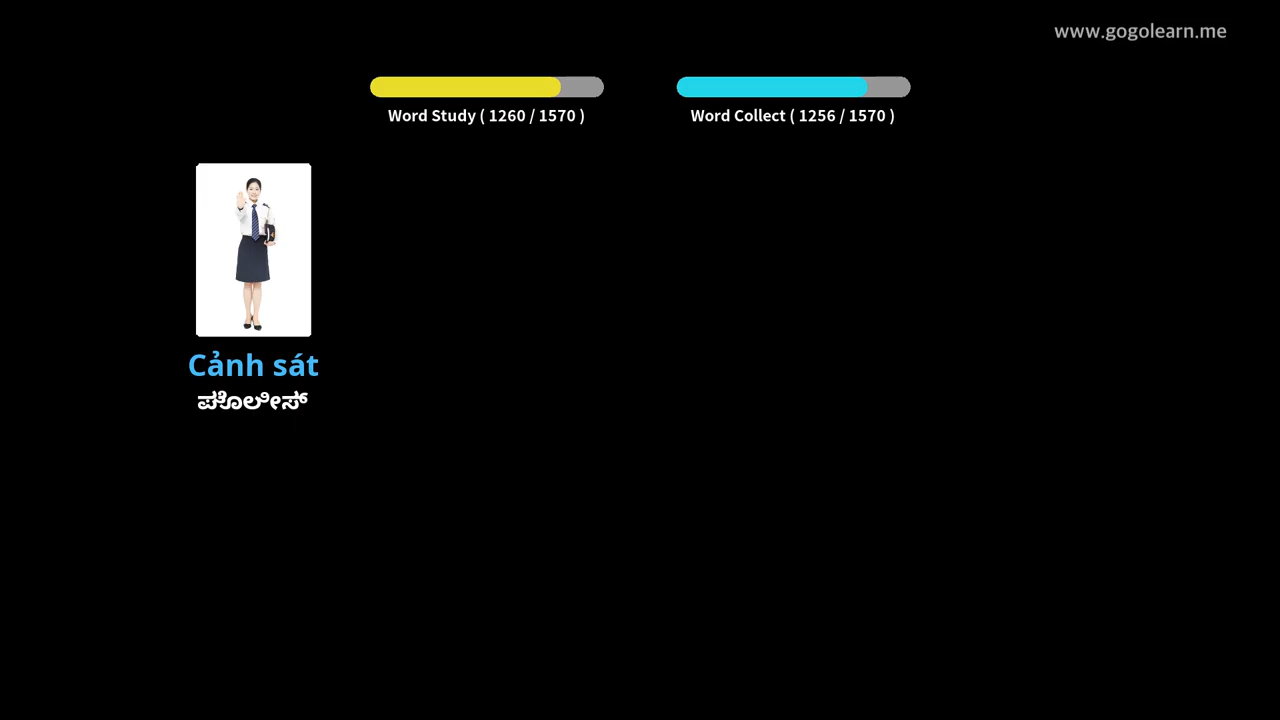 www.gogolearn.me
Word Study ( 1260 / 1570 )
Word Collect ( 1256 / 1570 )
Cảnh sát
ಪೊಲೀಸ್